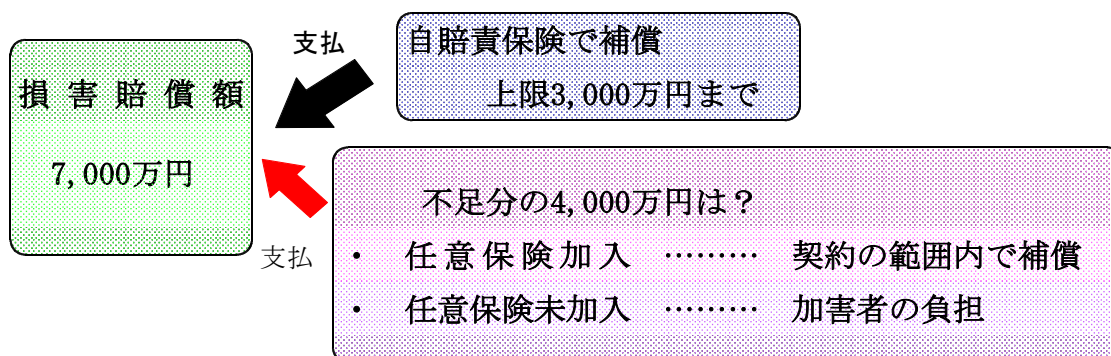 損害賠償額
7,000万円
支払
自賠責保険で補償
上限3,000万円まで
支払
不足分の4,000万円は？
・ 任意保険加入 ……… 契約の範囲内で補償
・ 任意保険未加入 ……… 加害者の負担